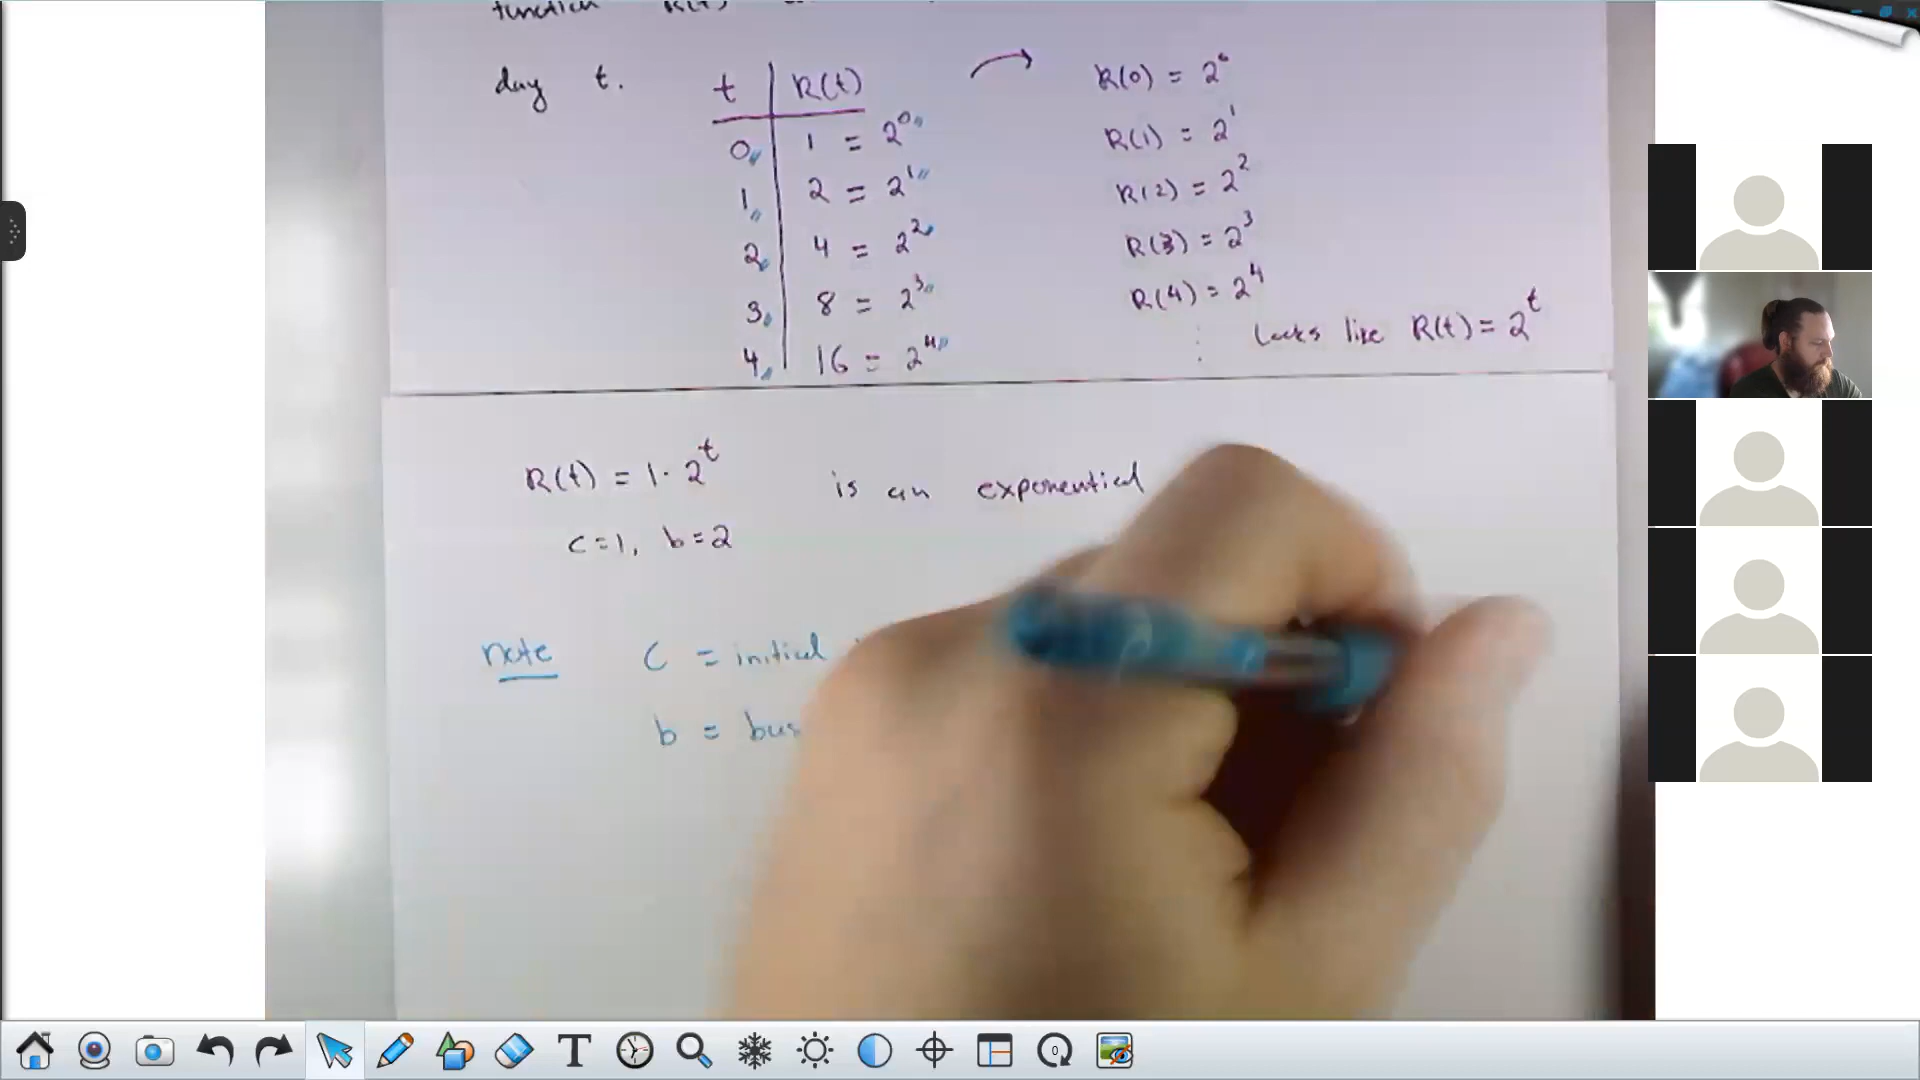 function R(t)
day t.
t | R(t)
0 | 1 = 2^0
1 | 2 = 2^1
2 | 4 = 2^2
3 | 8 = 2^3
4 | 16 = 2^4
R(0) = 2^0
R(1) = 2^1
R(2) = 2^2
R(3) = 2^3
R(4) = 2^4
⋮ Looks like R(t) = 2^t
R(t) = 1 · 2^t is an exponential
c=1, b=2
note c = initial
b =
T
0